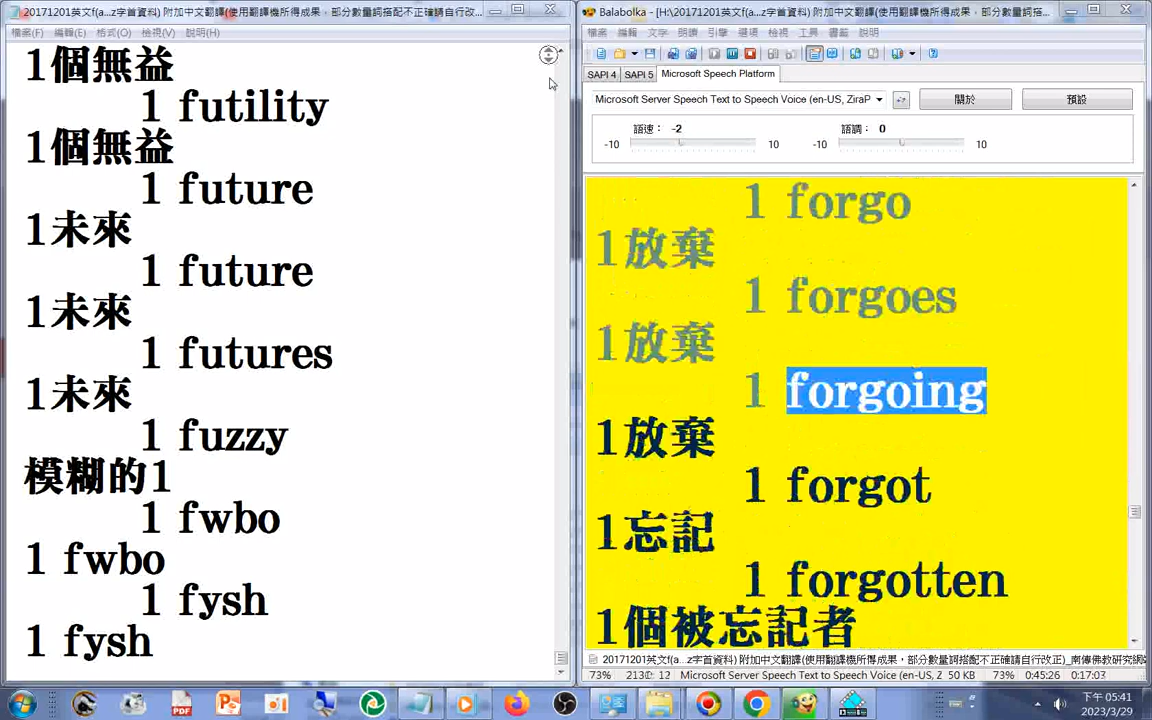 20171201英文f(a...z字首資料) 附加中文翻譯(使用翻譯機所得成果，部分數量詞搭配不正確請自行改...
檔案(F) 編輯(E) 格式(O) 檢視(V) 說明(H)
1個無益
1 futility
1個無益
1 future
1未來
1 future
1未來
1 futures
1未來
1 fuzzy
模糊的1
1 fwbo
1 fwbo
1 fysh
1 fysh
Balabolka - [H:\20171201英文f(a...z字首資料) 附加中文翻譯(使用翻譯機所得成果，部分數量詞搭配不正確...
檔案 編輯 文字 朗讀 引擎 選項 檢視 工具 書籤 說明
SAPI 4 SAPI 5 Microsoft Speech Platform
Microsoft Server Speech Text to Speech Voice (en-US, ZiraP
關於 預設
語速： -2 語調： 0
-10 10 -10 10
1 forgo
1放棄
1 forgoes
1放棄
1 forgoing
1放棄
1 forgot
1忘記
1 forgotten
1個被忘記者
20171201英文f(a...z字首資料) 附加中文翻譯(使用翻譯機所得成果，部分數量詞搭配不正確請自行改正)_南傳佛教研究網站
73% 213: 12 Microsoft Server Speech Text to Speech Voice (en-US, Z 50 KB 73% 0:45:26 0:17:03
下午 05:41
2023/3/29